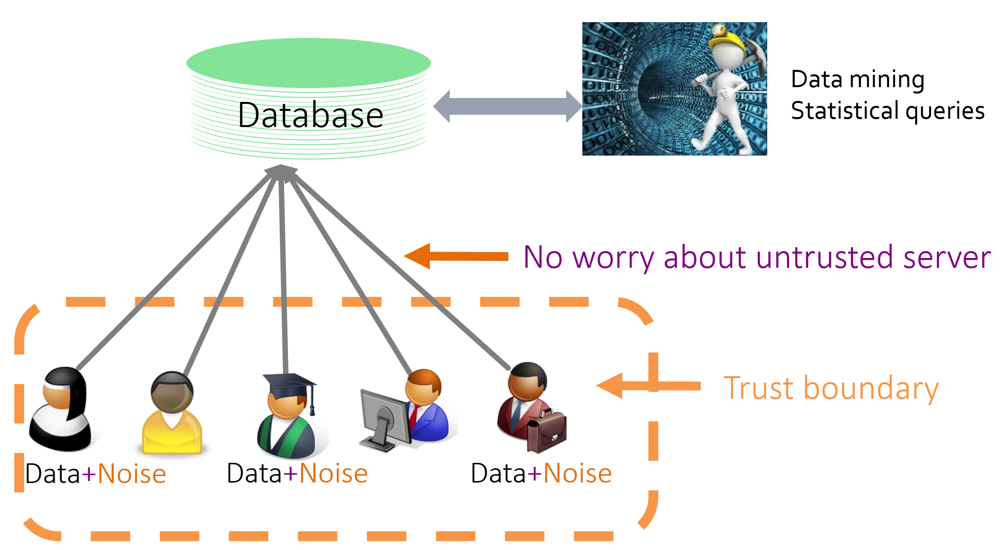 Database
Data mining
Statistical queries
No worry about untrusted server
Trust boundary
Data+Noise
Data+Noise
Data+Noise